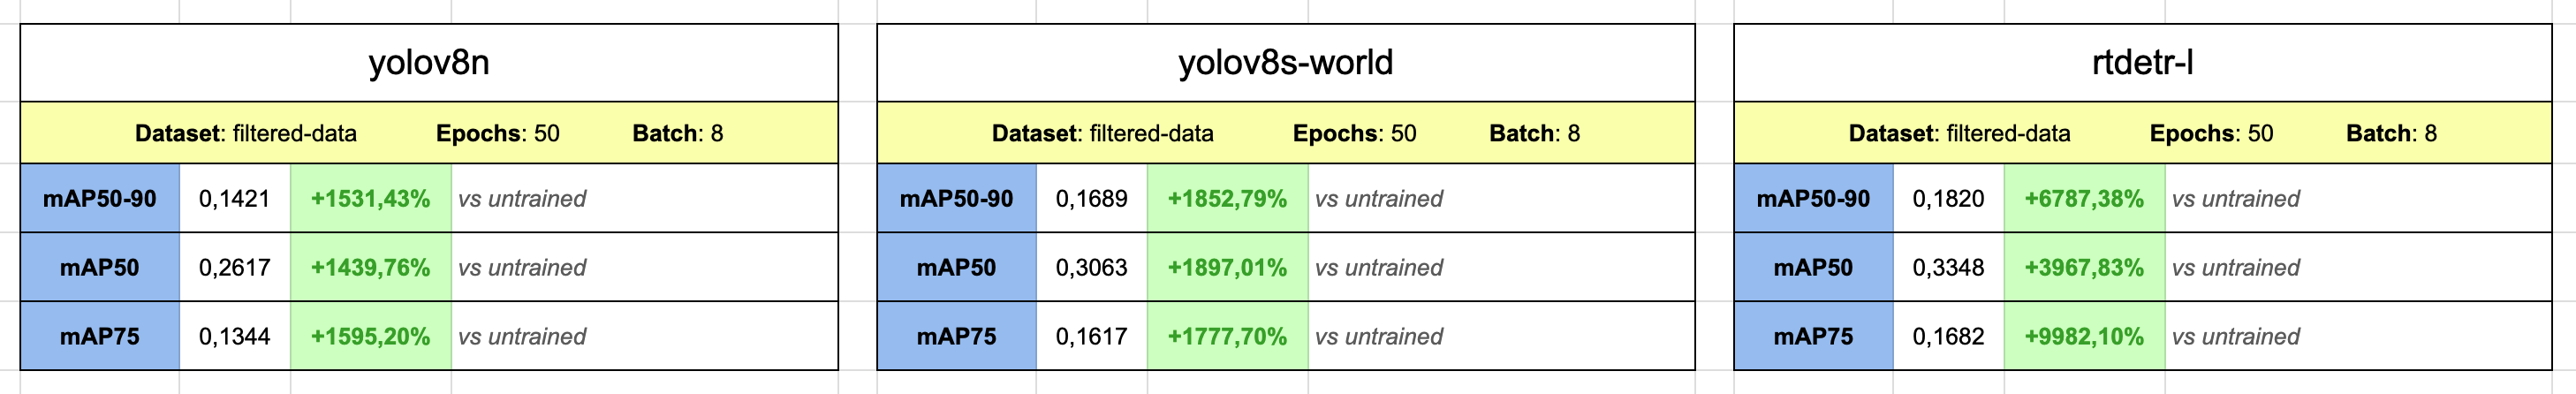 yolov8n
Dataset: filtered-data Epochs: 50 Batch: 8
mAP50-90 0,1421 +1531,43% vs untrained
mAP50 0,2617 +1439,76% vs untrained
mAP75 0,1344 +1595,20% vs untrained
yolov8s-world
Dataset: filtered-data Epochs: 50 Batch: 8
mAP50-90 0,1689 +1852,79% vs untrained
mAP50 0,3063 +1897,01% vs untrained
mAP75 0,1617 +1777,70% vs untrained
rtdetr-l
Dataset: filtered-data Epochs: 50 Batch: 8
mAP50-90 0,1820 +6787,38% vs untrained
mAP50 0,3348 +3967,83% vs untrained
mAP75 0,1682 +9982,10% vs untrained